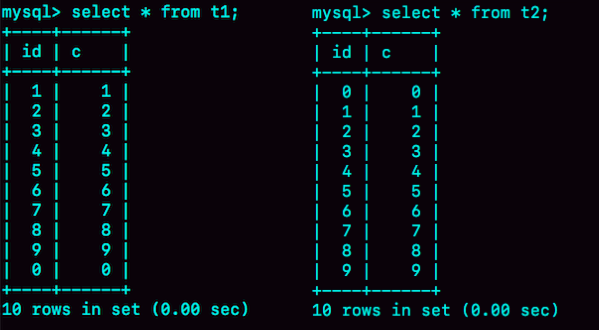 mysql> select * from t1;
+----+------+
| id | c    |
+----+------+
|  1 |    1 |
|  2 |    2 |
|  3 |    3 |
|  4 |    4 |
|  5 |    5 |
|  6 |    6 |
|  7 |    7 |
|  8 |    8 |
|  9 |    9 |
|  0 |    0 |
+----+------+
10 rows in set (0.00 sec)
mysql> select * from t2;
+----+------+
| id | c    |
+----+------+
|  0 |    0 |
|  1 |    1 |
|  2 |    2 |
|  3 |    3 |
|  4 |    4 |
|  5 |    5 |
|  6 |    6 |
|  7 |    7 |
|  8 |    8 |
|  9 |    9 |
+----+------+
10 rows in set (0.00 sec)